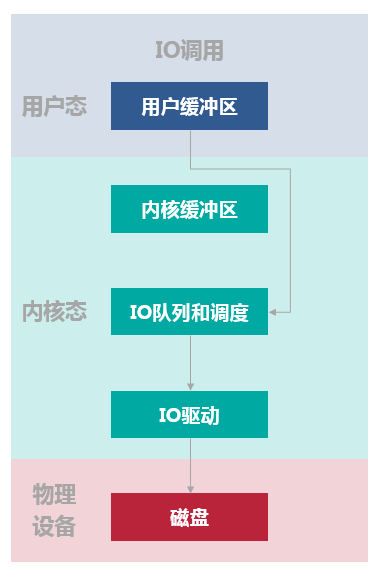 IO调用
用户态
用户缓冲区
内核缓冲区
内核态
IO队列和调度
IO驱动
物理
设备
磁盘